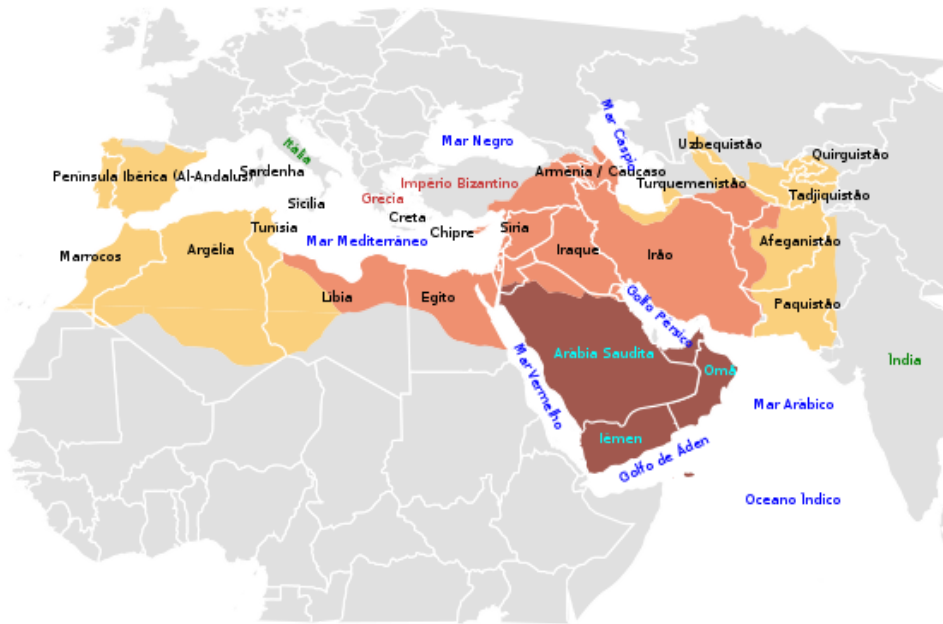 Mar Negro
Mar Cáspio
Uzbequistão
Quirguistão
Itália
Península Ibérica (Al-Andalus)
Sardenha
Império Bizantino
Armênia / Cáucaso
Turquemenistão
Tadjiquistão
Grécia
Sicília
Creta
Tunisia
Chipre
Síria
Mar Mediterrâneo
Marrocos
Argélia
Iraque
Irão
Afeganistão
Líbia
Egito
Golfo Pérsico
Paquistão
Mar Vermelho
Arábia Saudita
Omã
Índia
Mar Arábico
Iémen
Golfo de Áden
Oceano Índico